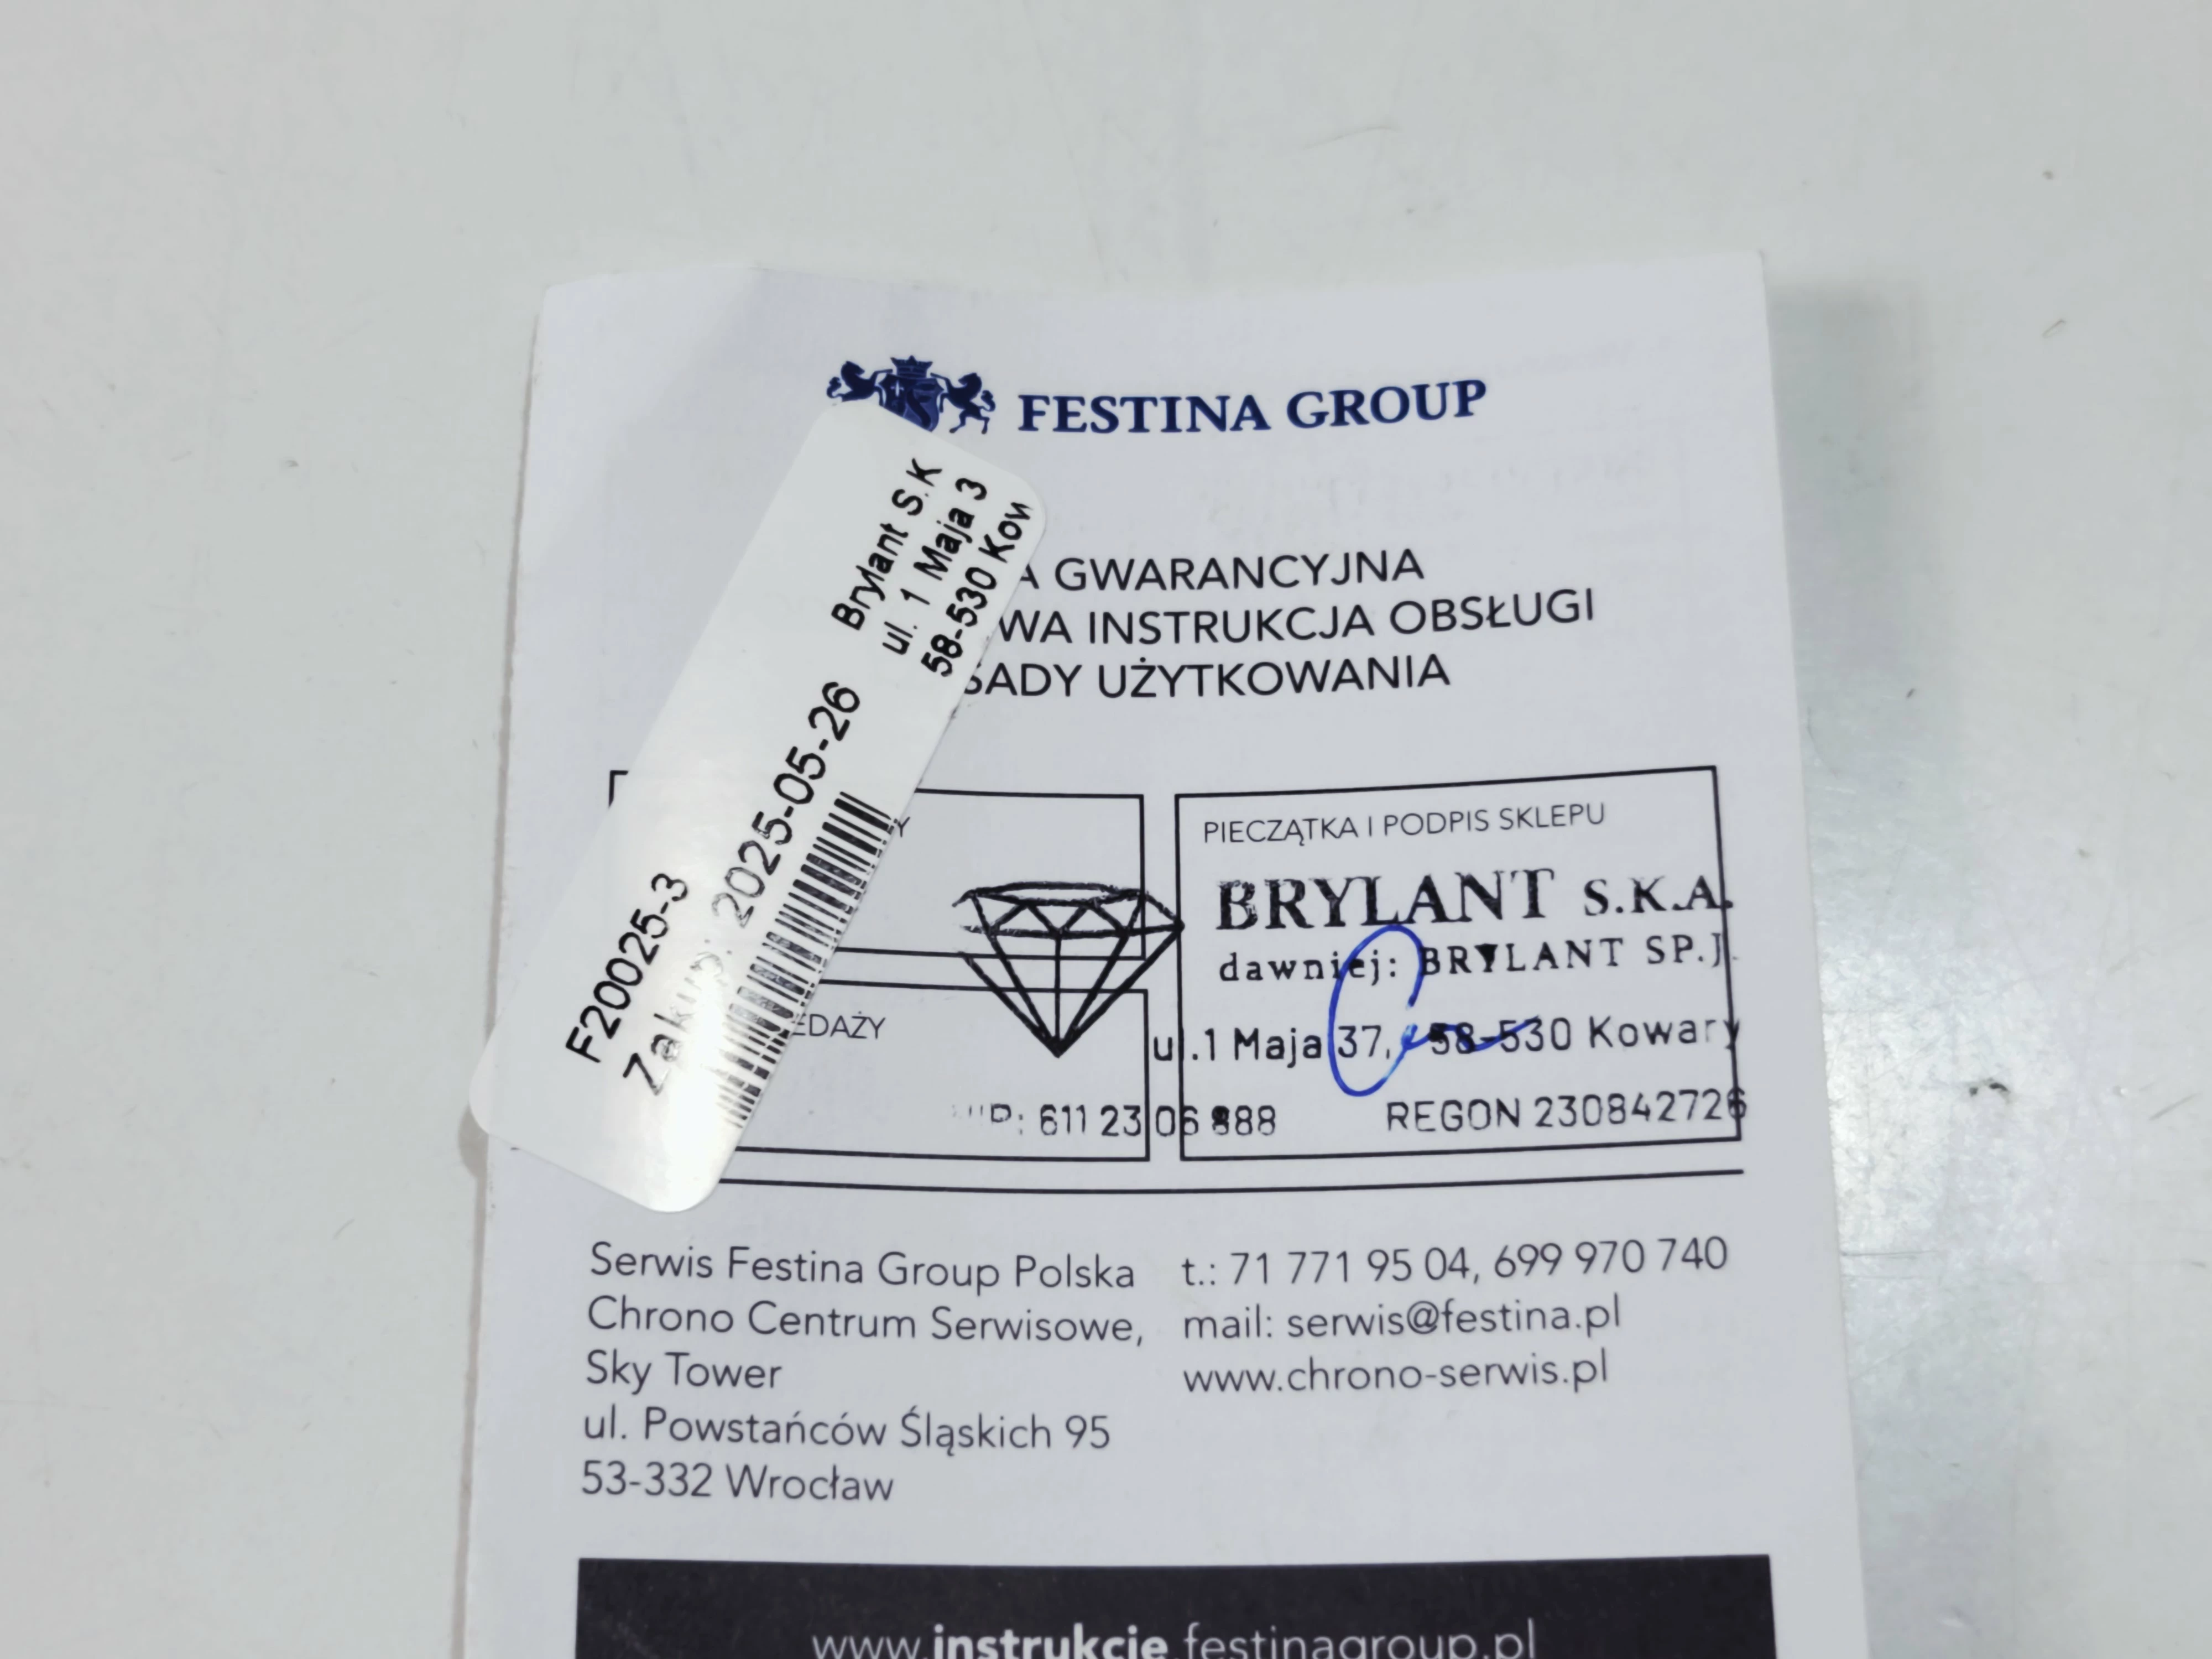 FESTINA GROUP
Brylant S.K
ul. 1 Maja 3
58-530 Kow
F20025-3
Zakup: 2025-05-26
A GWARANCYJNA
WA INSTRUKCJA OBSŁUGI
SADY UŻYTKOWANIA
Y
EDAŻY
PIECZĄTKA I PODPIS SKLEPU
BRYLANT S.K.A.
dawniej: BRYLANT SP.J.
ul.1 Maja 37, 58-530 Kowary
611 23 06 888 REGON 230842726
Serwis Festina Group Polska
Chrono Centrum Serwisowe,
Sky Tower
ul. Powstańców Śląskich 95
53-332 Wrocław
t.: 71 771 95 04, 699 970 740
mail: serwis@festina.pl
www.chrono-serwis.pl
www.instrukcje.festinagroup.pl